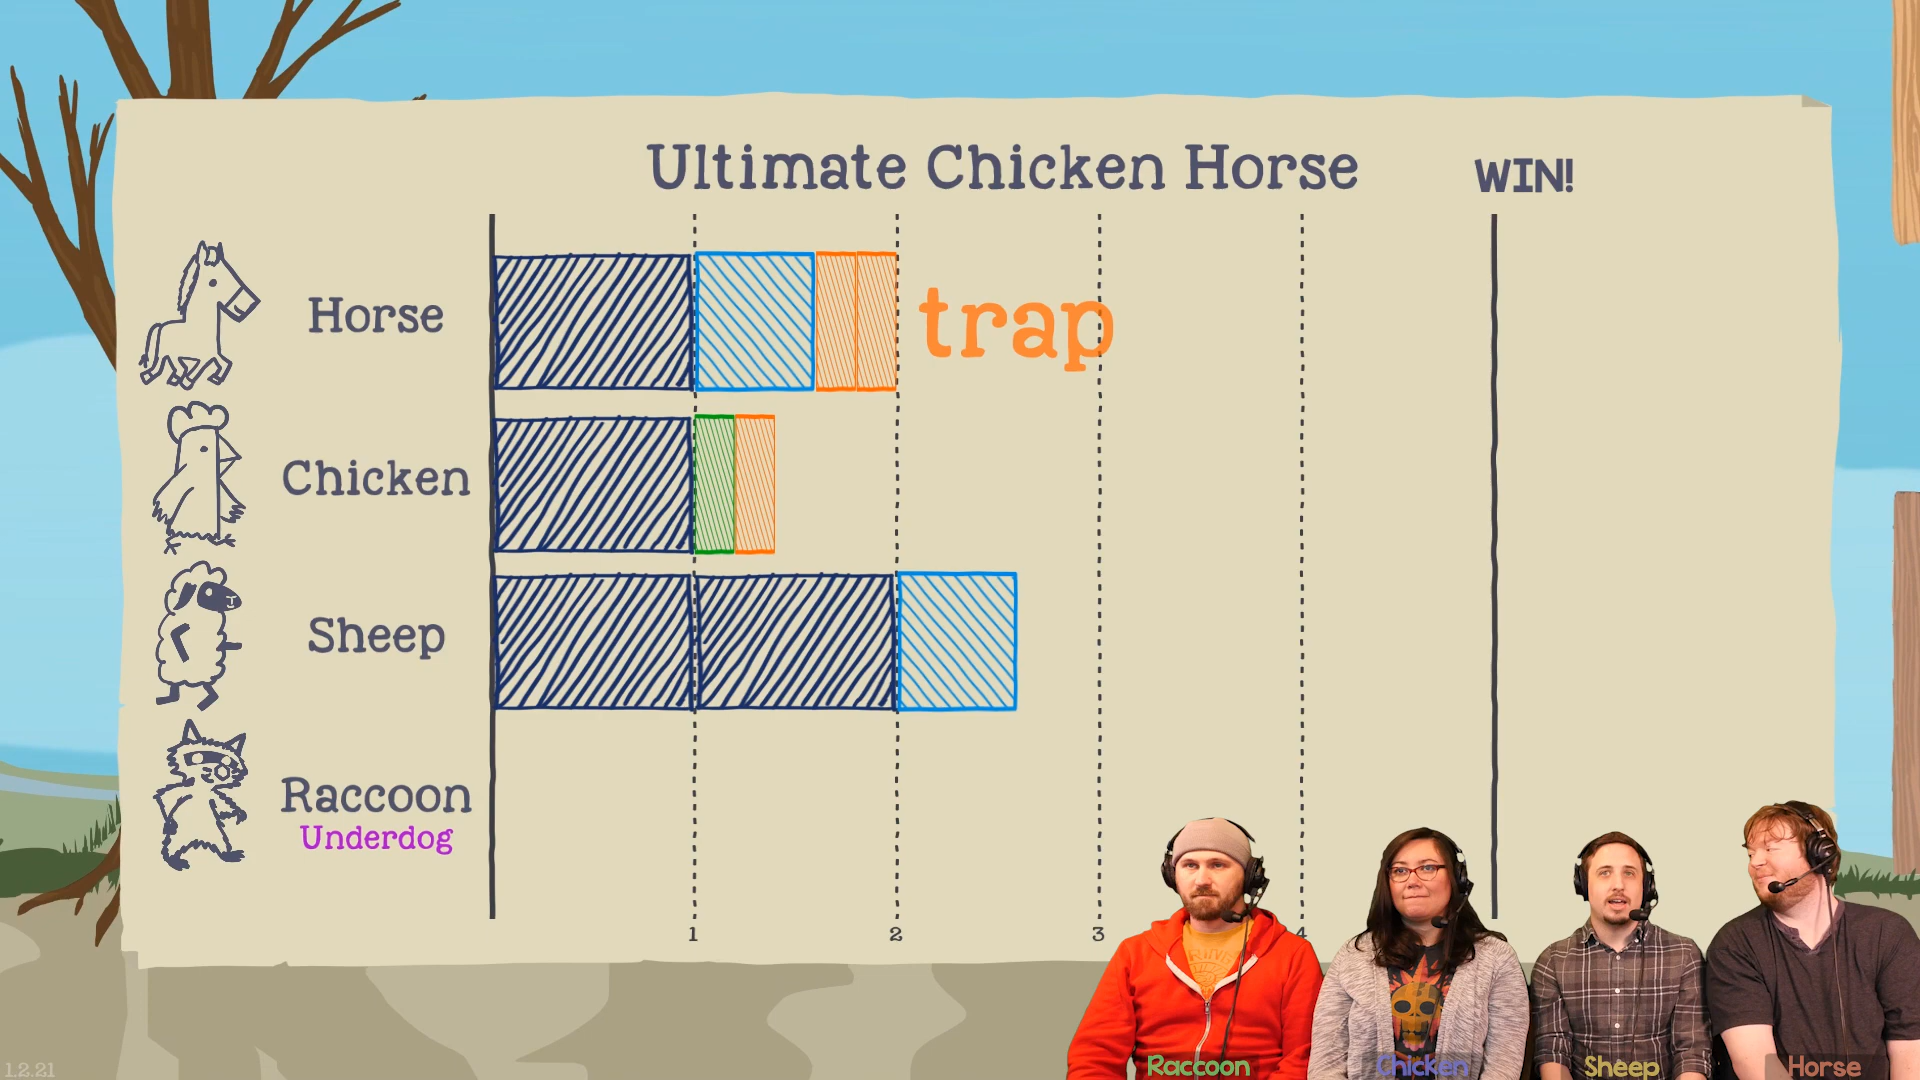 Ultimate Chicken Horse
WIN!
Horse
trap
Chicken
Sheep
Raccoon
Underdog
1
2
3
4
1.2.21
Raccoon
Chicken
Sheep
Horse